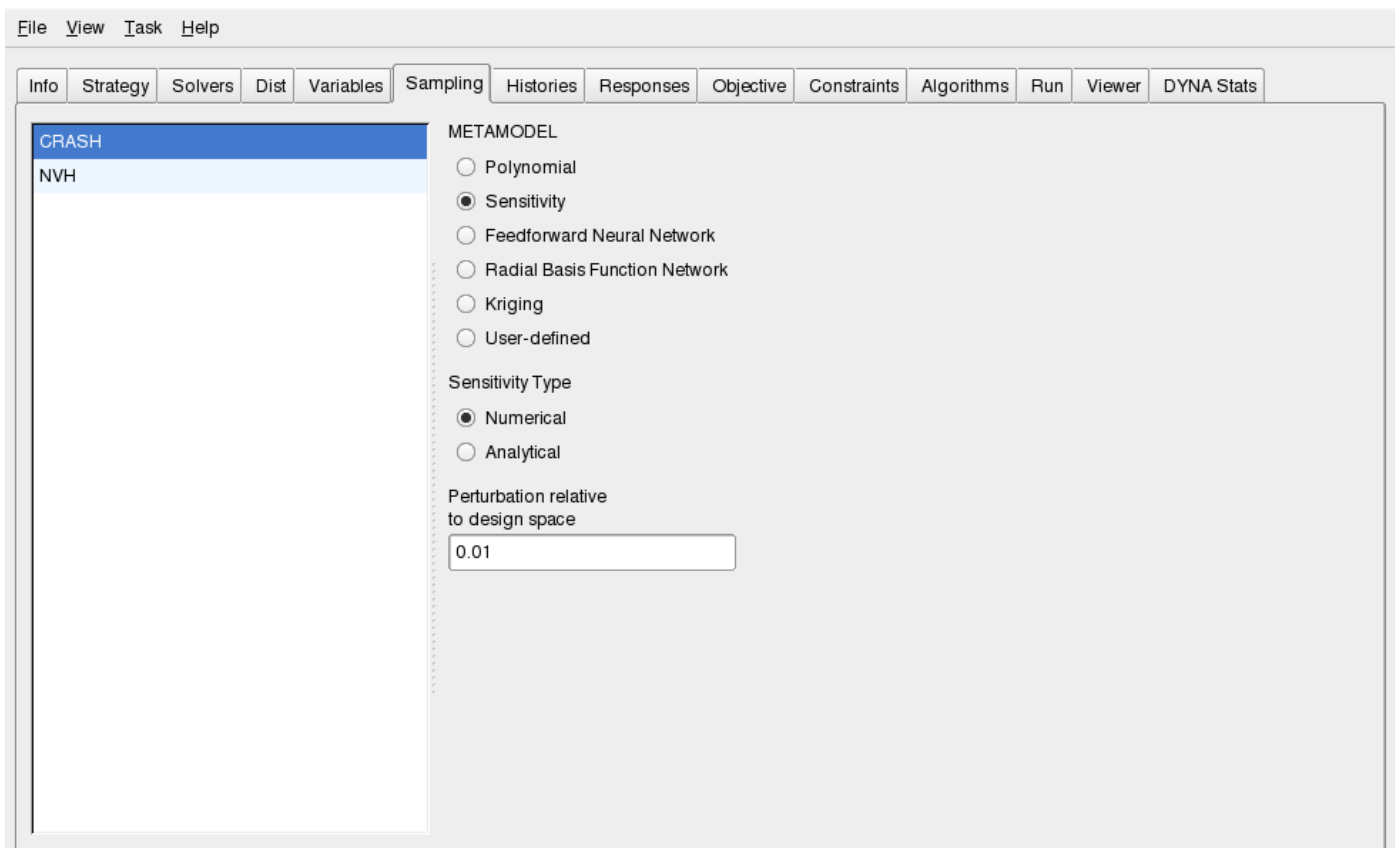 File View Task Help
Info Strategy Solvers Dist Variables Sampling Histories Responses Objective Constraints Algorithms Run Viewer DYNA Stats
CRASH
NVH
METAMODEL
Polynomial
Sensitivity
Feedforward Neural Network
Radial Basis Function Network
Kriging
User-defined
Sensitivity Type
Numerical
Analytical
Perturbation relative
to design space
0.01